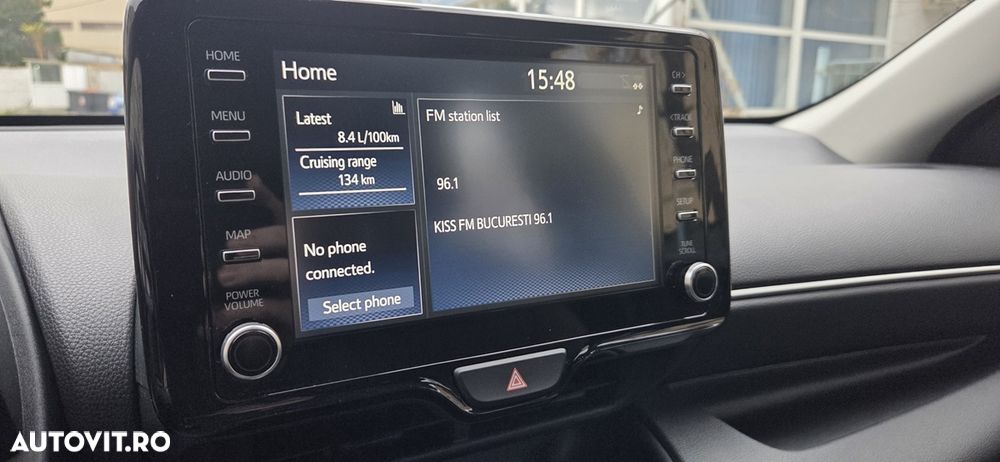 HOME
MENU
AUDIO
MAP
POWER
VOLUME
Home
15:48
Latest
8.4 L/100km
Cruising range
134 km
No phone
connected.
Select phone
FM station list
96.1
KISS FM BUCURESTI 96.1
CH >
< TRACK
PHONE
SETUP
TUNE
SCROLL
AUTOVIT.RO